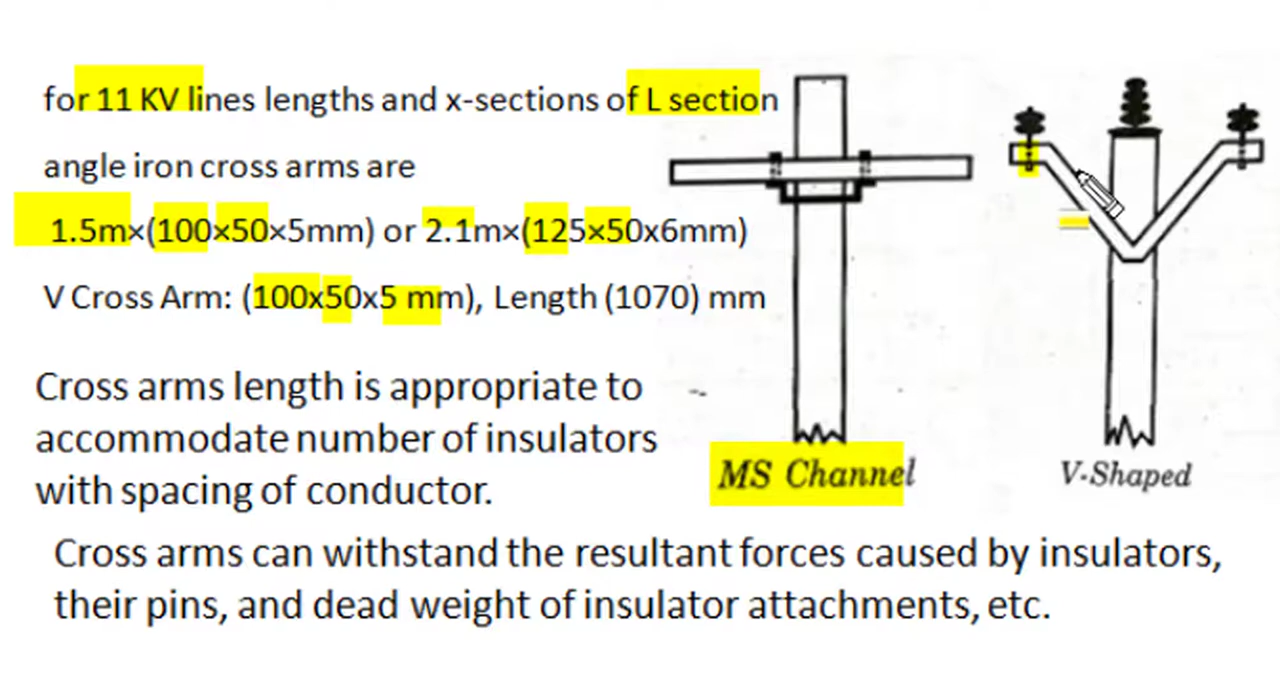 for 11 KV lines lengths and x-sections of L section
angle iron cross arms are
1.5m×(100×50×5mm) or 2.1m×(125×50x6mm)
V Cross Arm: (100x50x5 mm), Length (1070) mm
Cross arms length is appropriate to
accommodate number of insulators
with spacing of conductor.
MS Channel
V-Shaped
Cross arms can withstand the resultant forces caused by insulators,
their pins, and dead weight of insulator attachments, etc.